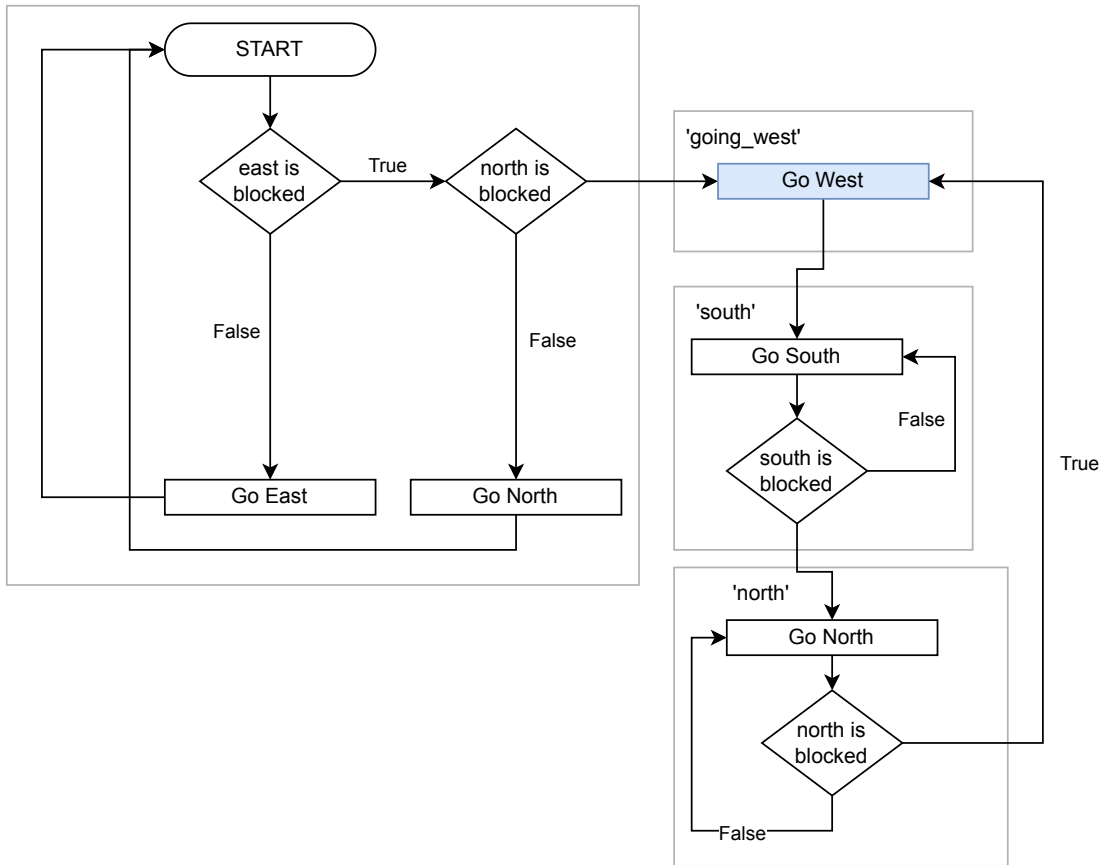 START
east is
blocked
True
north is
blocked
'going_west'
Go West
False
False
'south'
Go South
False
south is
blocked
True
Go East
Go North
'north'
Go North
north is
blocked
False